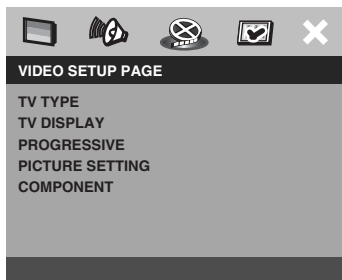 VIDEO SETUP PAGE
TV TYPE
TV DISPLAY
PROGRESSIVE
PICTURE SETTING
COMPONENT